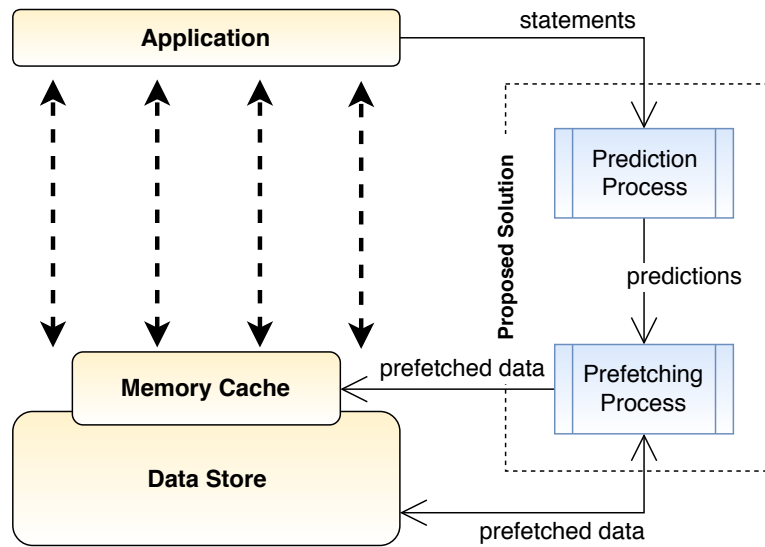 statements
Application
Prediction
Process
Proposed Solution
predictions
prefetched data
Prefetching
Process
Memory Cache
Data Store
prefetched data